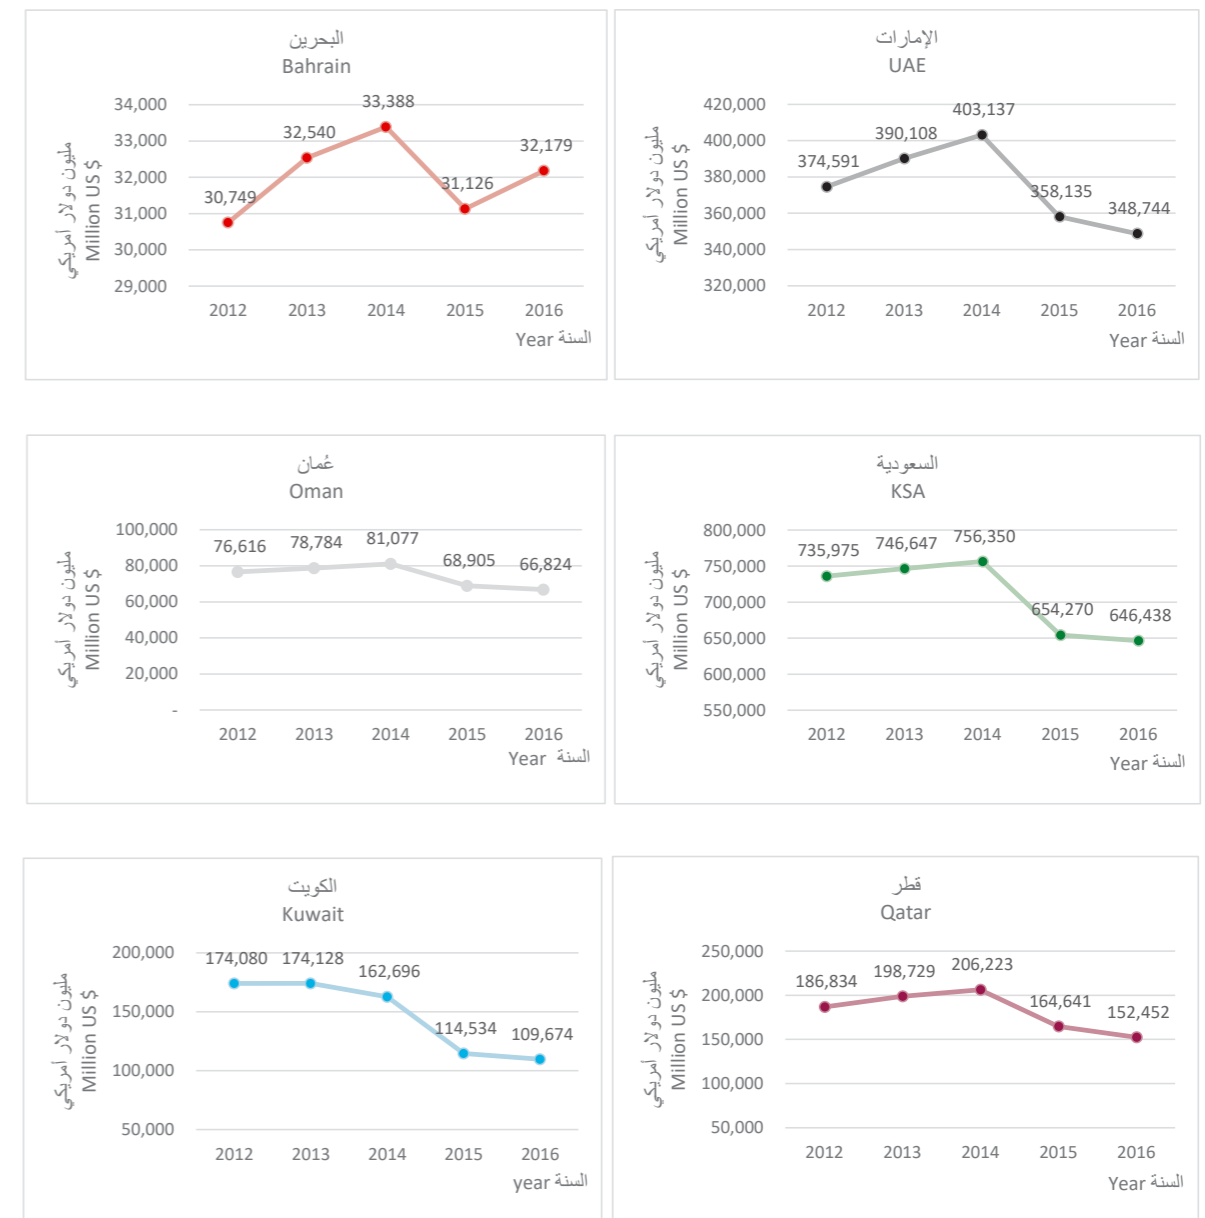 البحرين
Bahrain
34,000
33,000
32,000
31,000
30,000
29,000
مليون دولار أمريكي
Million US $
30,749
32,540
33,388
31,126
32,179
2012 2013 2014 2015 2016
السنة Year
الإمارات
UAE
420,000
400,000
380,000
360,000
340,000
320,000
مليون دولار أمريكي
Million US $
374,591
390,108
403,137
358,135
348,744
2012 2013 2014 2015 2016
السنة Year
عُمان
Oman
100,000
80,000
60,000
40,000
20,000
-
مليون دولار أمريكي
Million US $
76,616
78,784
81,077
68,905
66,824
2012 2013 2014 2015 2016
السنة Year
السعودية
KSA
800,000
750,000
700,000
650,000
600,000
550,000
مليون دولار أمريكي
Million US $
735,975
746,647
756,350
654,270
646,438
2012 2013 2014 2015 2016
السنة Year
الكويت
Kuwait
200,000
150,000
100,000
50,000
مليون دولار أمريكي
Million US $
174,080
174,128
162,696
114,534
109,674
2012 2013 2014 2015 2016
السنة year
قطر
Qatar
250,000
200,000
150,000
100,000
50,000
مليون دولار أمريكي
Million US $
186,834
198,729
206,223
164,641
152,452
2012 2013 2014 2015 2016
السنة Year